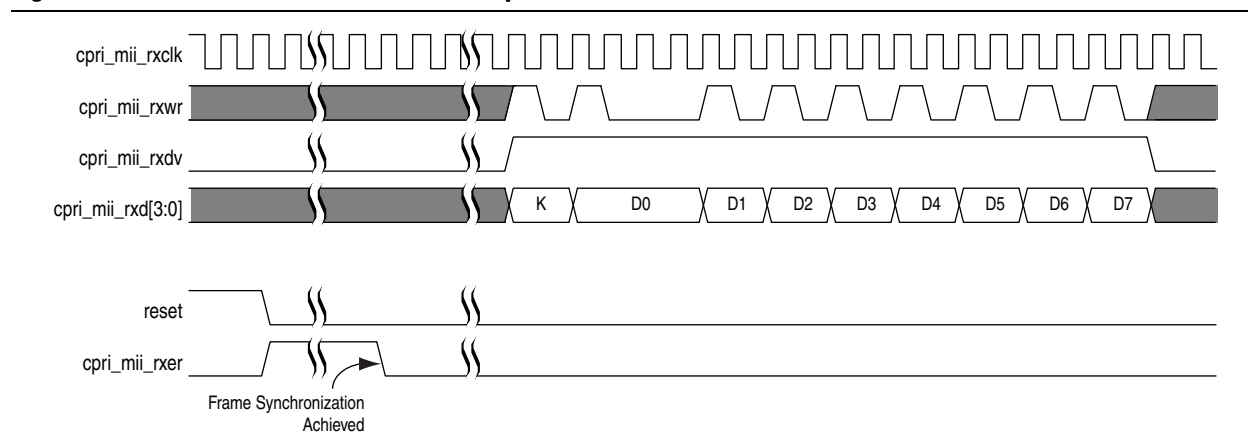 cpri_mii_rxclk
cpri_mii_rxwr
cpri_mii_rxdv
cpri_mii_rxd[3:0] K D0 D1 D2 D3 D4 D5 D6 D7
reset
cpri_mii_rxer
Frame Synchronization
Achieved